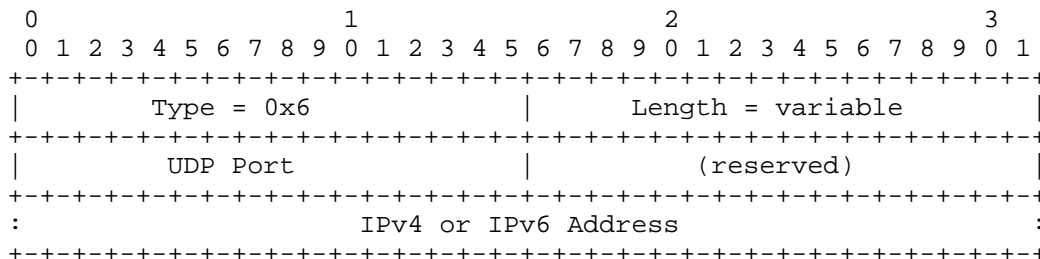 0                   1                   2                   3
 0 1 2 3 4 5 6 7 8 9 0 1 2 3 4 5 6 7 8 9 0 1 2 3 4 5 6 7 8 9 0 1
+-+-+-+-+-+-+-+-+-+-+-+-+-+-+-+-+-+-+-+-+-+-+-+-+-+-+-+-+-+-+-+-+
|        Type = 0x6              |      Length = variable        |
+-+-+-+-+-+-+-+-+-+-+-+-+-+-+-+-+-+-+-+-+-+-+-+-+-+-+-+-+-+-+-+-+
|         UDP Port               |          (reserved)           |
+-+-+-+-+-+-+-+-+-+-+-+-+-+-+-+-+-+-+-+-+-+-+-+-+-+-+-+-+-+-+-+-+
:                     IPv4 or IPv6 Address                      :
+-+-+-+-+-+-+-+-+-+-+-+-+-+-+-+-+-+-+-+-+-+-+-+-+-+-+-+-+-+-+-+-+